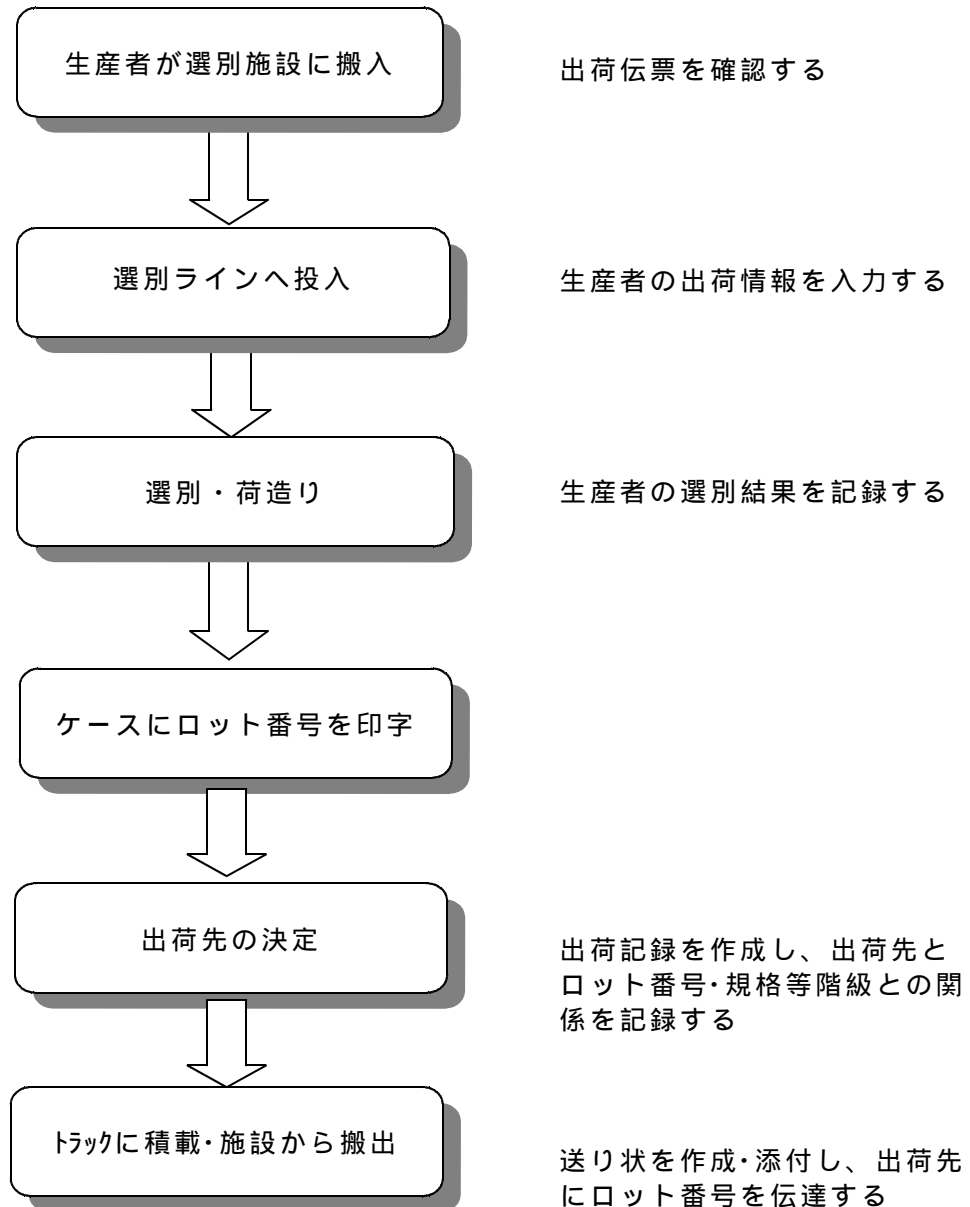 生産者が選別施設に搬入
出荷伝票を確認する
選別ラインへ投入
生産者の出荷情報を入力する
選別・荷造り
生産者の選別結果を記録する
ケースにロット番号を印字
出荷先の決定
出荷記録を作成し、出荷先と
ロット番号・規格等階級との関
係を記録する
ﾄﾗｯｸに積載・施設から搬出
送り状を作成・添付し、出荷先
にロット番号を伝達する